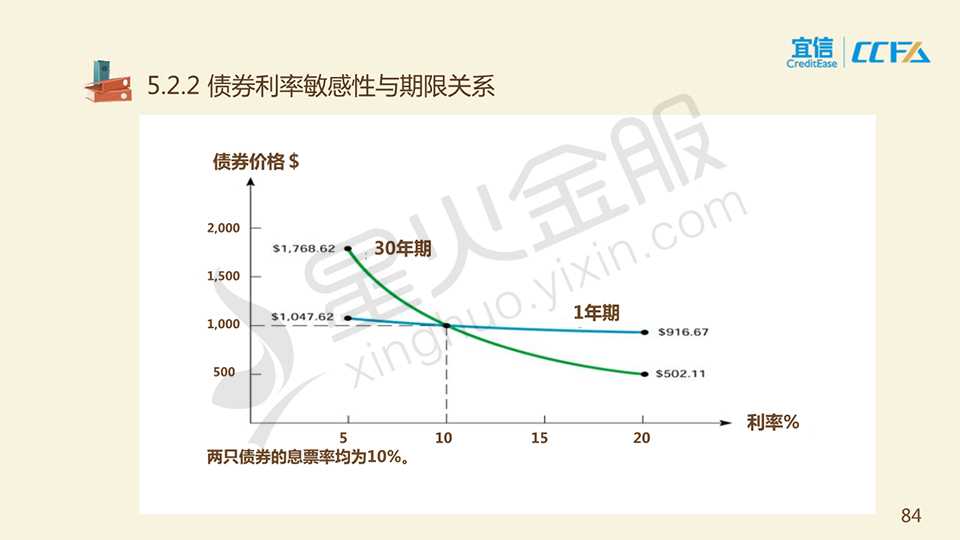 宜信
CreditEase
CCFA
5.2.2 债券利率敏感性与期限关系
债券价格 $
2,000
$1,768.62
30年期
1,500
$1,047.62
1年期
1,000
$916.67
500
$502.11
5
10
15
20
利率%
两只债券的息票率均为10%。
星火金服
xinghuo.yixin.com
84